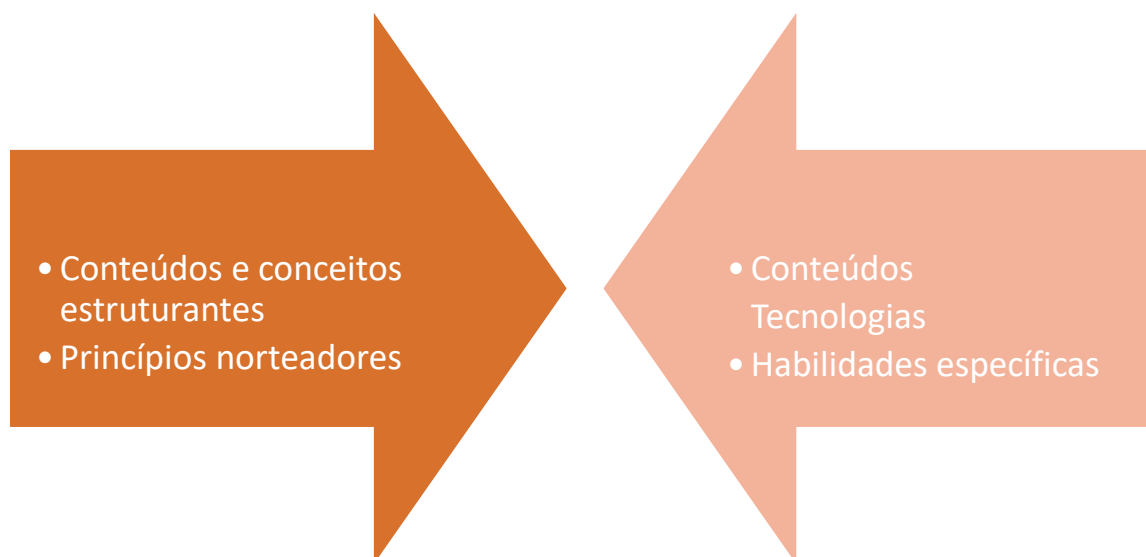 • Conteúdos e conceitos
estruturantes
• Princípios norteadores
• Conteúdos
Tecnologias
• Habilidades específicas